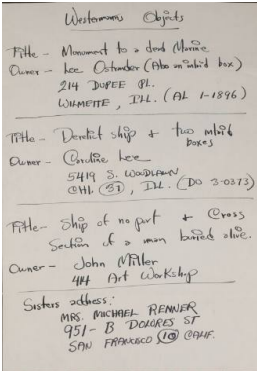 Westermanns Objects
Title - Monument to a dead Marine
Owner - Lee Ostrander (Also an inlaid box)
214 DUPEE PL.
WILMETTE, ILL. (AL 1-1896)
Title - Derelict ship + two inlaid
boxes
Owner - Caroline Lee
5419 S. WOODLAWN
CHI. (37), ILL. (DO 3-0373)
Title - Ship of no port + Cross
Section of a man buried alive.
Owner - John Miller
414 Art Workshop
Sisters address:
MRS. MICHAEL RENNER
951 - B DOLORES ST
SAN FRANCISCO (10) CALIF.